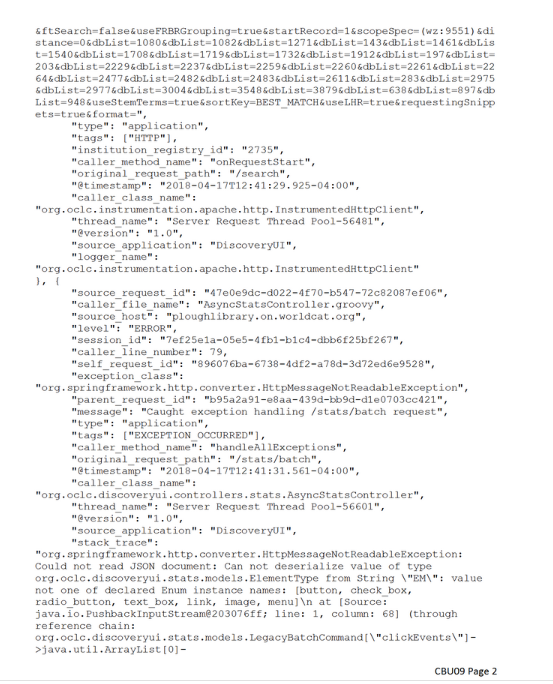 &ftSearch=false&useFRBRGrouping=true&startRecord=1&scopeSpec=(wz:9551)&di
stance=0&dbList=1080&dbList=1082&dbList=1271&dbList=143&dbList=1461&dbLis
t=1540&dbList=1708&dbList=1719&dbList=1732&dbList=1912&dbList=197&dbList=
203&dbList=2229&dbList=2237&dbList=2259&dbList=2260&dbList=2261&dbList=22
64&dbList=2477&dbList=2482&dbList=2483&dbList=2611&dbList=283&dbList=2975
&dbList=2977&dbList=3004&dbList=3548&dbList=3879&dbList=638&dbList=897&db
List=948&useStemTerms=true&sortKey=BEST_MATCH&useLHR=true&requestingSnipp
ets=true&format=",
"type": "application",
"tags": ["HTTP"],
"institution_registry_id": "2735",
"caller_method_name": "onRequestStart",
"original_request_path": "/search",
"@timestamp": "2018-04-17T12:41:29.925-04:00",
"caller_class_name":
"org.oclc.instrumentation.apache.http.InstrumentedHttpClient",
"thread_name": "Server Request Thread Pool-56481",
"@version": "1.0",
"source_application": "DiscoveryUI",
"logger_name":
"org.oclc.instrumentation.apache.http.InstrumentedHttpClient"
}, {
"source_request_id": "47e0e9dc-d022-4f70-b547-72c82087ef06",
"caller_file_name": "AsyncStatsController.groovy",
"source_host": "ploughlibrary.on.worldcat.org",
"level": "ERROR",
"session_id": "7ef25e1a-05e5-4fb1-b1c4-dbb6f25bf267",
"caller_line_number": 79,
"self_request_id": "896076ba-6738-4df2-a78d-3d72ed6e9528",
"exception_class":
"org.springframework.http.converter.HttpMessageNotReadableException",
"parent_request_id": "b95a2a91-e8aa-439d-bb9d-d1e0703cc421",
"message": "Caught exception handling /stats/batch request",
"type": "application",
"tags": ["EXCEPTION_OCCURRED"],
"caller_method_name": "handleAllExceptions",
"original_request_path": "/stats/batch",
"@timestamp": "2018-04-17T12:41:31.561-04:00",
"caller_class_name":
"org.oclc.discoveryui.controllers.stats.AsyncStatsController",
"thread_name": "Server Request Thread Pool-56601",
"@version": "1.0",
"source_application": "DiscoveryUI",
"stack_trace":
"org.springframework.http.converter.HttpMessageNotReadableException:
Could not read JSON document: Can not deserialize value of type
org.oclc.discoveryui.stats.models.ElementType from String \"EM\": value
not one of declared Enum instance names: [button, check_box,
radio_button, text_box, link, image, menu]\n at [Source:
java.io.PushbackInputStream@203076ff; line: 1, column: 68] (through
reference chain:
org.oclc.discoveryui.stats.models.LegacyBatchCommand[\"clickEvents\"]-
>java.util.ArrayList[0]-
CBU09 Page 2